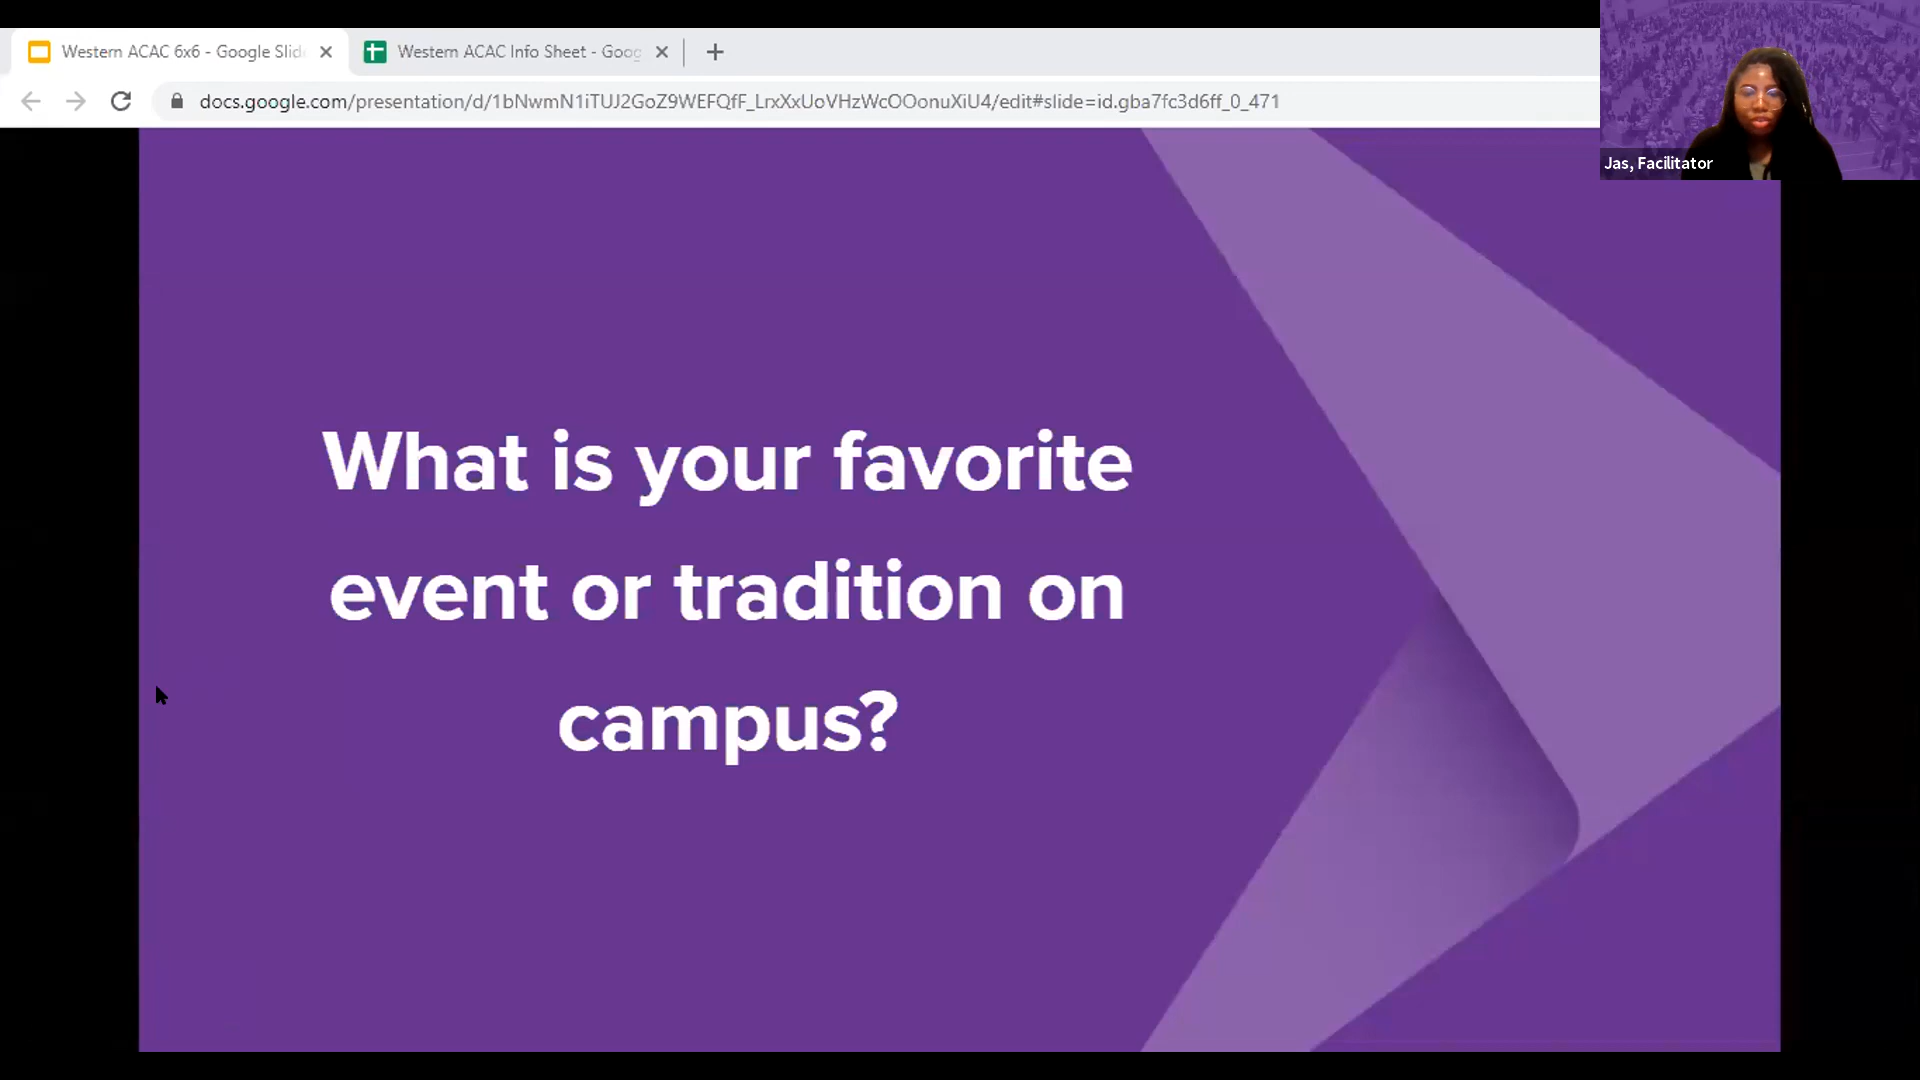 Western ACAC 6x6 - Google Slid
Western ACAC Info Sheet - Goog
docs.google.com/presentation/d/1bNwmN1iTUJ2GoZ9WEFQfF_LrxXxUoVHzWcOOonuXiU4/edit#slide=id.gba7fc3d6ff_0_471
Jas, Facilitator
What is your favorite
event or tradition on
campus?